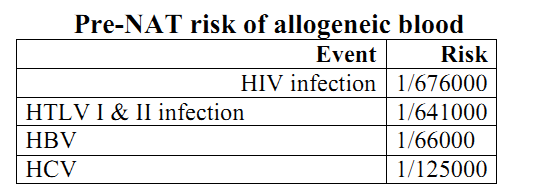 Pre-NAT risk of allogeneic blood
Event Risk
HIV infection 1/676000
HTLV I & II infection 1/641000
HBV 1/66000
HCV 1/125000